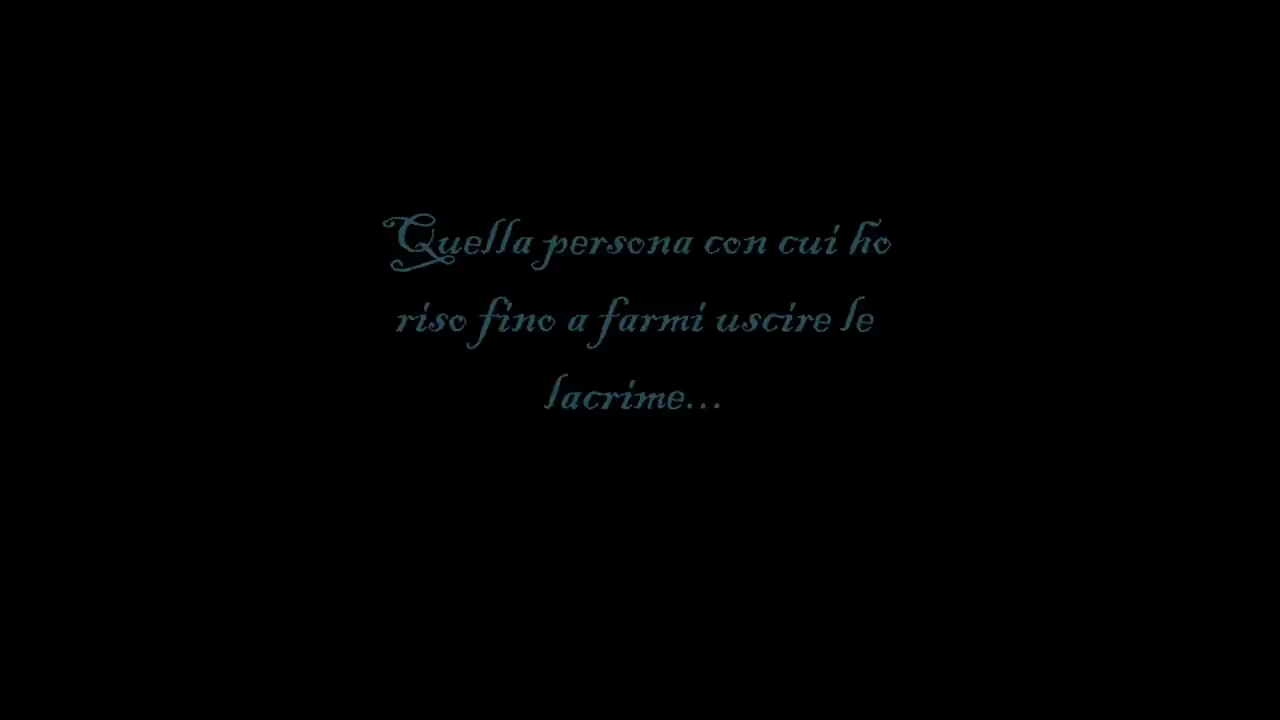 Quella persona con cui ho
riso fino a farmi uscire le
lacrime...